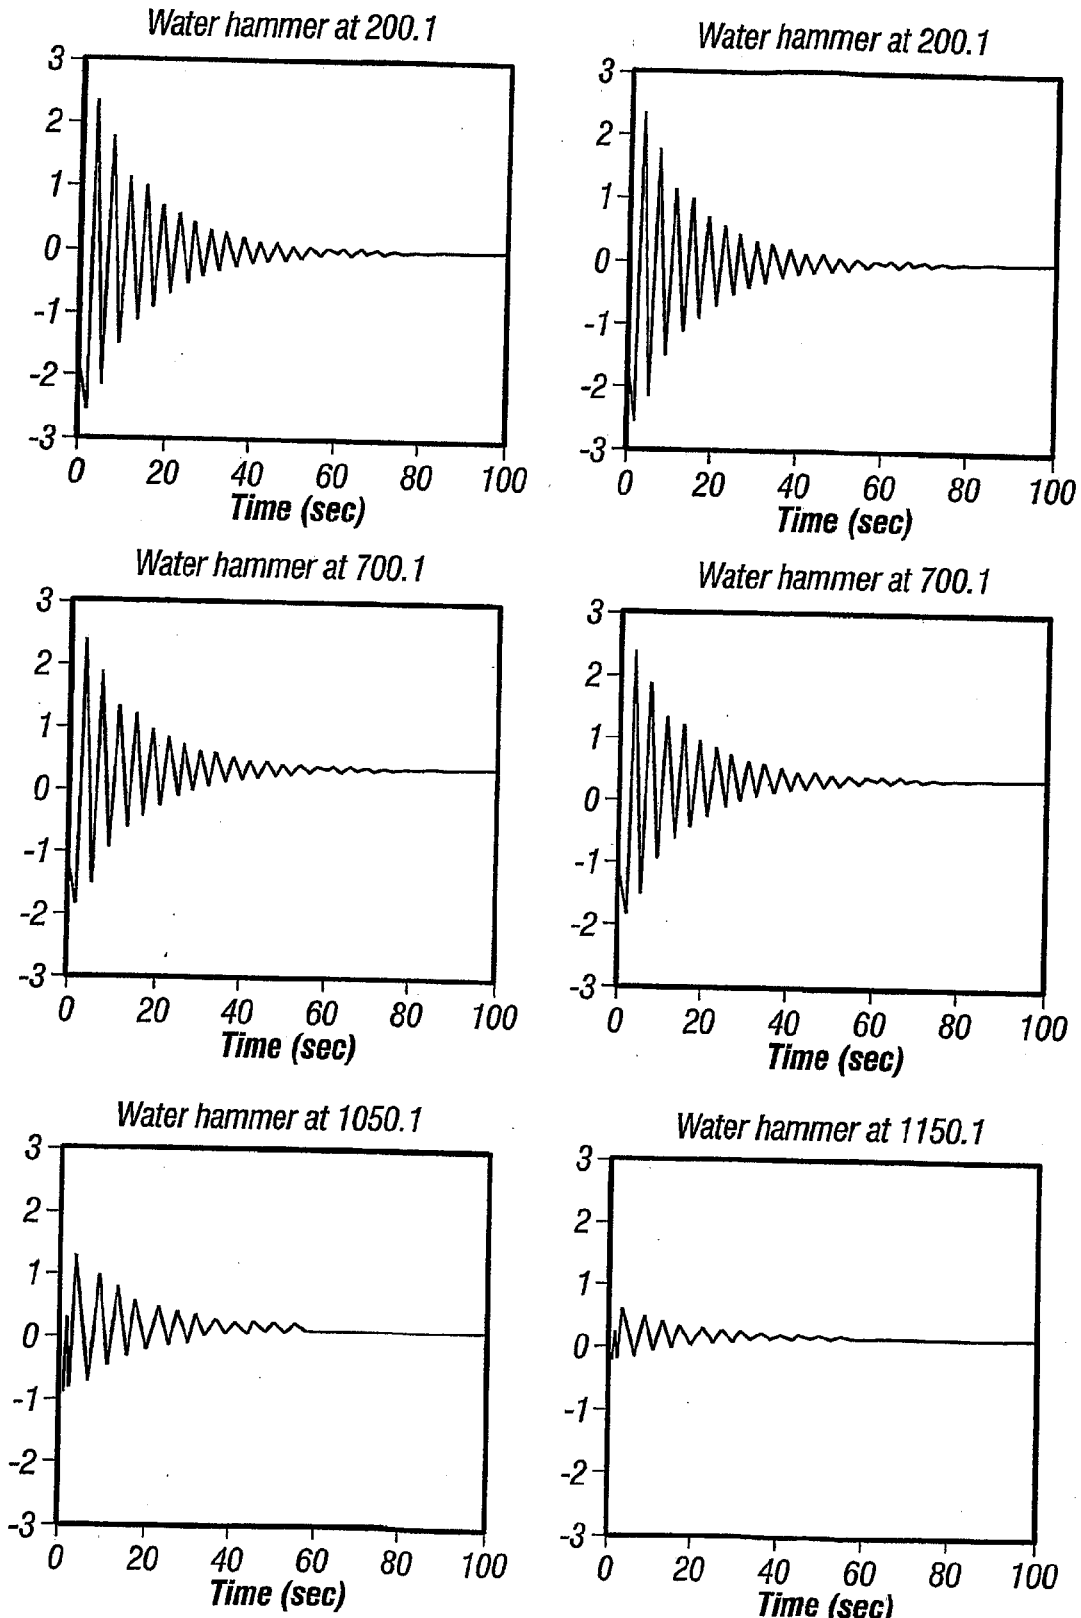 Water hammer at 200.1
3
2
1
0
-1
-2
-3
0 20 40 60 80 100
Time (sec)
Water hammer at 200.1
3
2
1
0
-1
-2
-3
0 20 40 60 80 100
Time (sec)
Water hammer at 700.1
3
2
1
0
-1
-2
-3
0 20 40 60 80 100
Time (sec)
Water hammer at 700.1
3
2
1
0
-1
-2
-3
0 20 40 60 80 100
Time (sec)
Water hammer at 1050.1
3
2
1
0
-1
-2
-3
0 20 40 60 80 100
Time (sec)
Water hammer at 1150.1
3
2
1
0
-1
-2
-3
0 20 40 60 80 100
Time (sec)